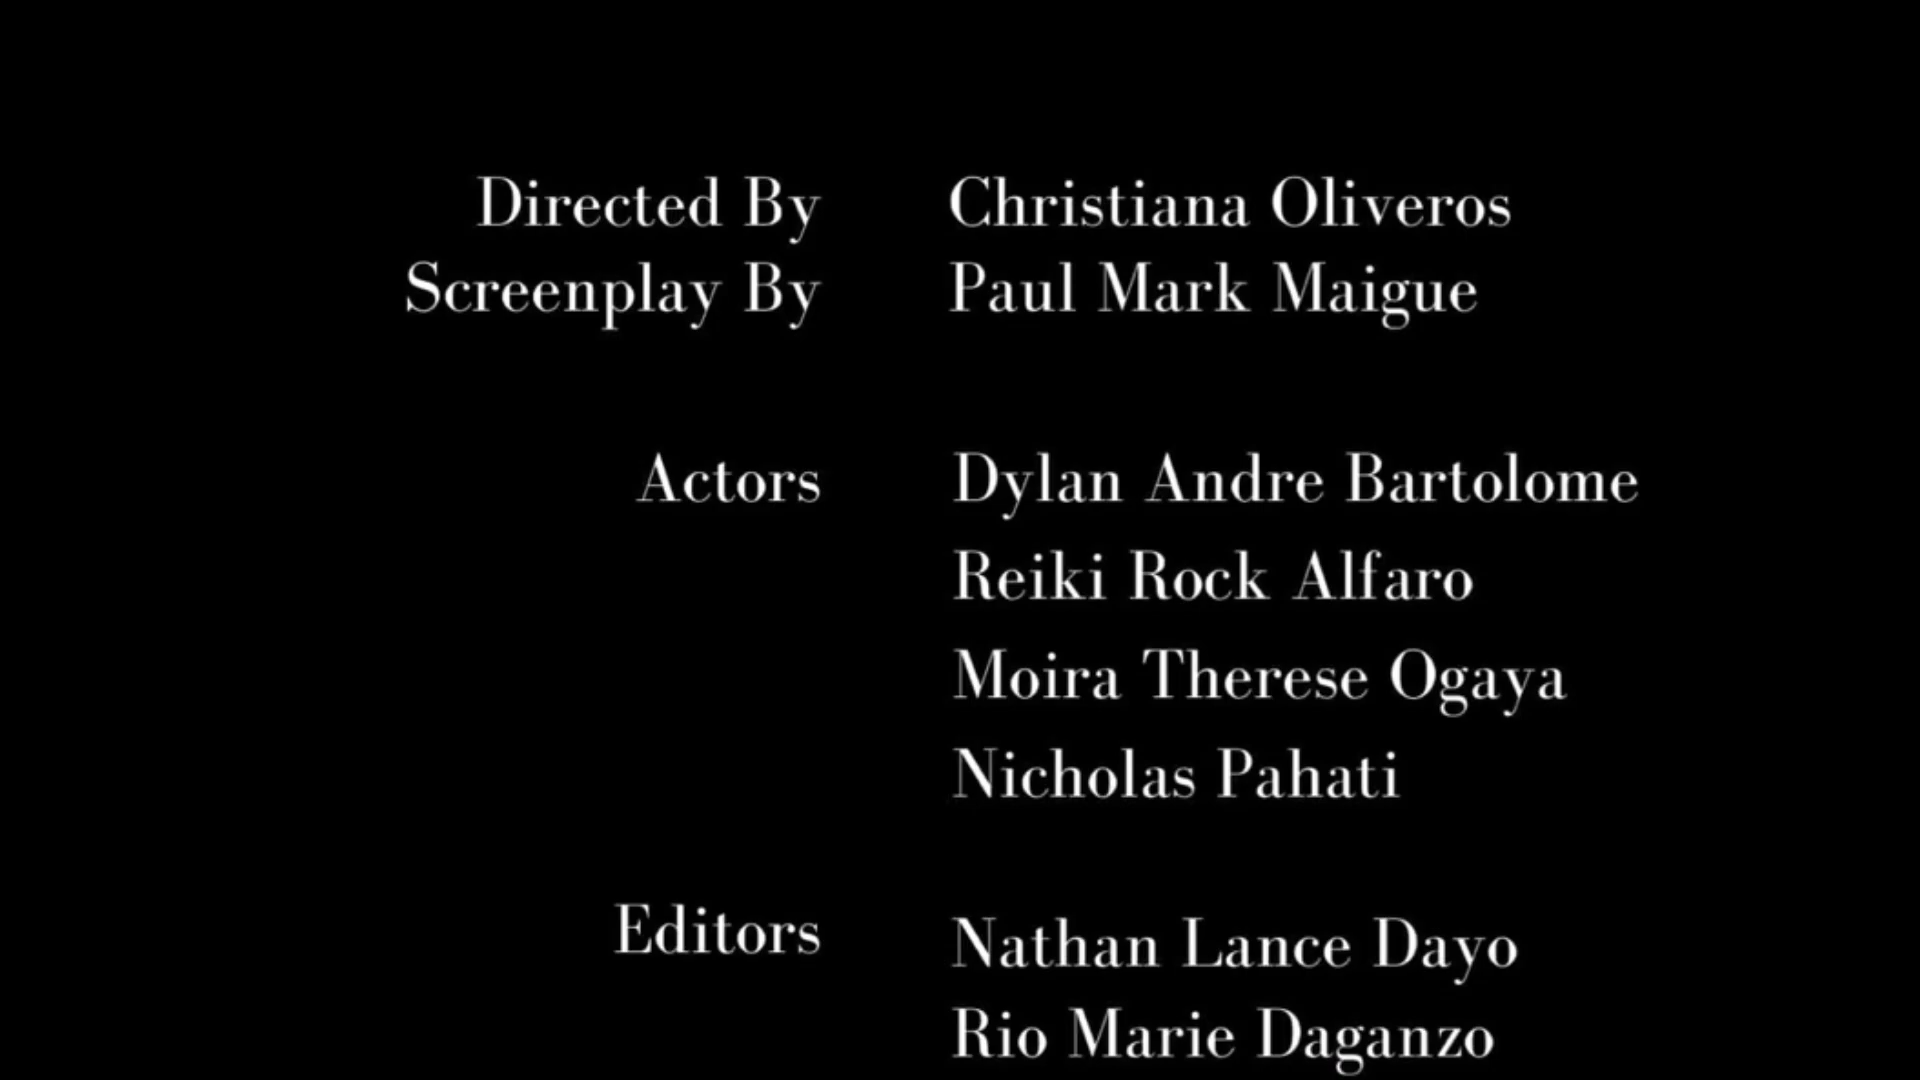 Directed By Christiana Oliveros
Screenplay By Paul Mark Maigue
Actors Dylan Andre Bartolome
Reiki Rock Alfaro
Moira Therese Ogaya
Nicholas Pahati
Editors Nathan Lance Dayo
Rio Marie Daganzo